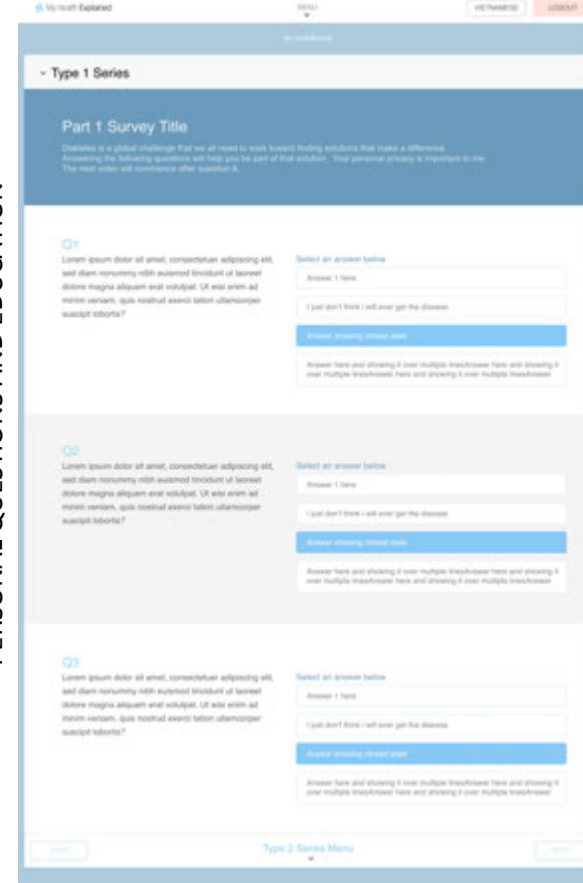 PERSONAL QUESTIONS AND EDUCATION
My Health Explained
MENU
VIETNAMESE
LOGOUT
Type 1 Series
Part 1 Survey Title
Diabetes is a global challenge that we all need to work toward finding solutions that make a difference.
Answering the following questions will help you be part of that solution. Your personal privacy is important to me.
The next video will commence after question X.
Q1
Lorem ipsum dolor sit amet, consectetuer adipiscing elit,
sed diam nonummy nibh euismod tincidunt ut laoreet
dolore magna aliquam erat volutpat. Ut wisi enim ad
minim veniam, quis nostrud exerci tation ullamcorper
suscipit lobortis?
Select an answer below
Answer 1 here
I just don't think i will ever get the disease.
Answer showing clicked state
Answer here and showing it over multiple linesAnswer here and showing it
over multiple linesAnswer here and showing it over multiple linesAnswer
Q2
Lorem ipsum dolor sit amet, consectetuer adipiscing elit,
sed diam nonummy nibh euismod tincidunt ut laoreet
dolore magna aliquam erat volutpat. Ut wisi enim ad
minim veniam, quis nostrud exerci tation ullamcorper
suscipit lobortis?
Select an answer below
Answer 1 here
I just don't think i will ever get the disease.
Answer showing clicked state
Answer here and showing it over multiple linesAnswer here and showing it
over multiple linesAnswer here and showing it over multiple linesAnswer
Q3
Lorem ipsum dolor sit amet, consectetuer adipiscing elit,
sed diam nonummy nibh euismod tincidunt ut laoreet
dolore magna aliquam erat volutpat. Ut wisi enim ad
minim veniam, quis nostrud exerci tation ullamcorper
suscipit lobortis?
Select an answer below
Answer 1 here
I just don't think i will ever get the disease.
Answer showing clicked state
Answer here and showing it over multiple linesAnswer here and showing it
over multiple linesAnswer here and showing it over multiple linesAnswer
Type 2 Series Menu